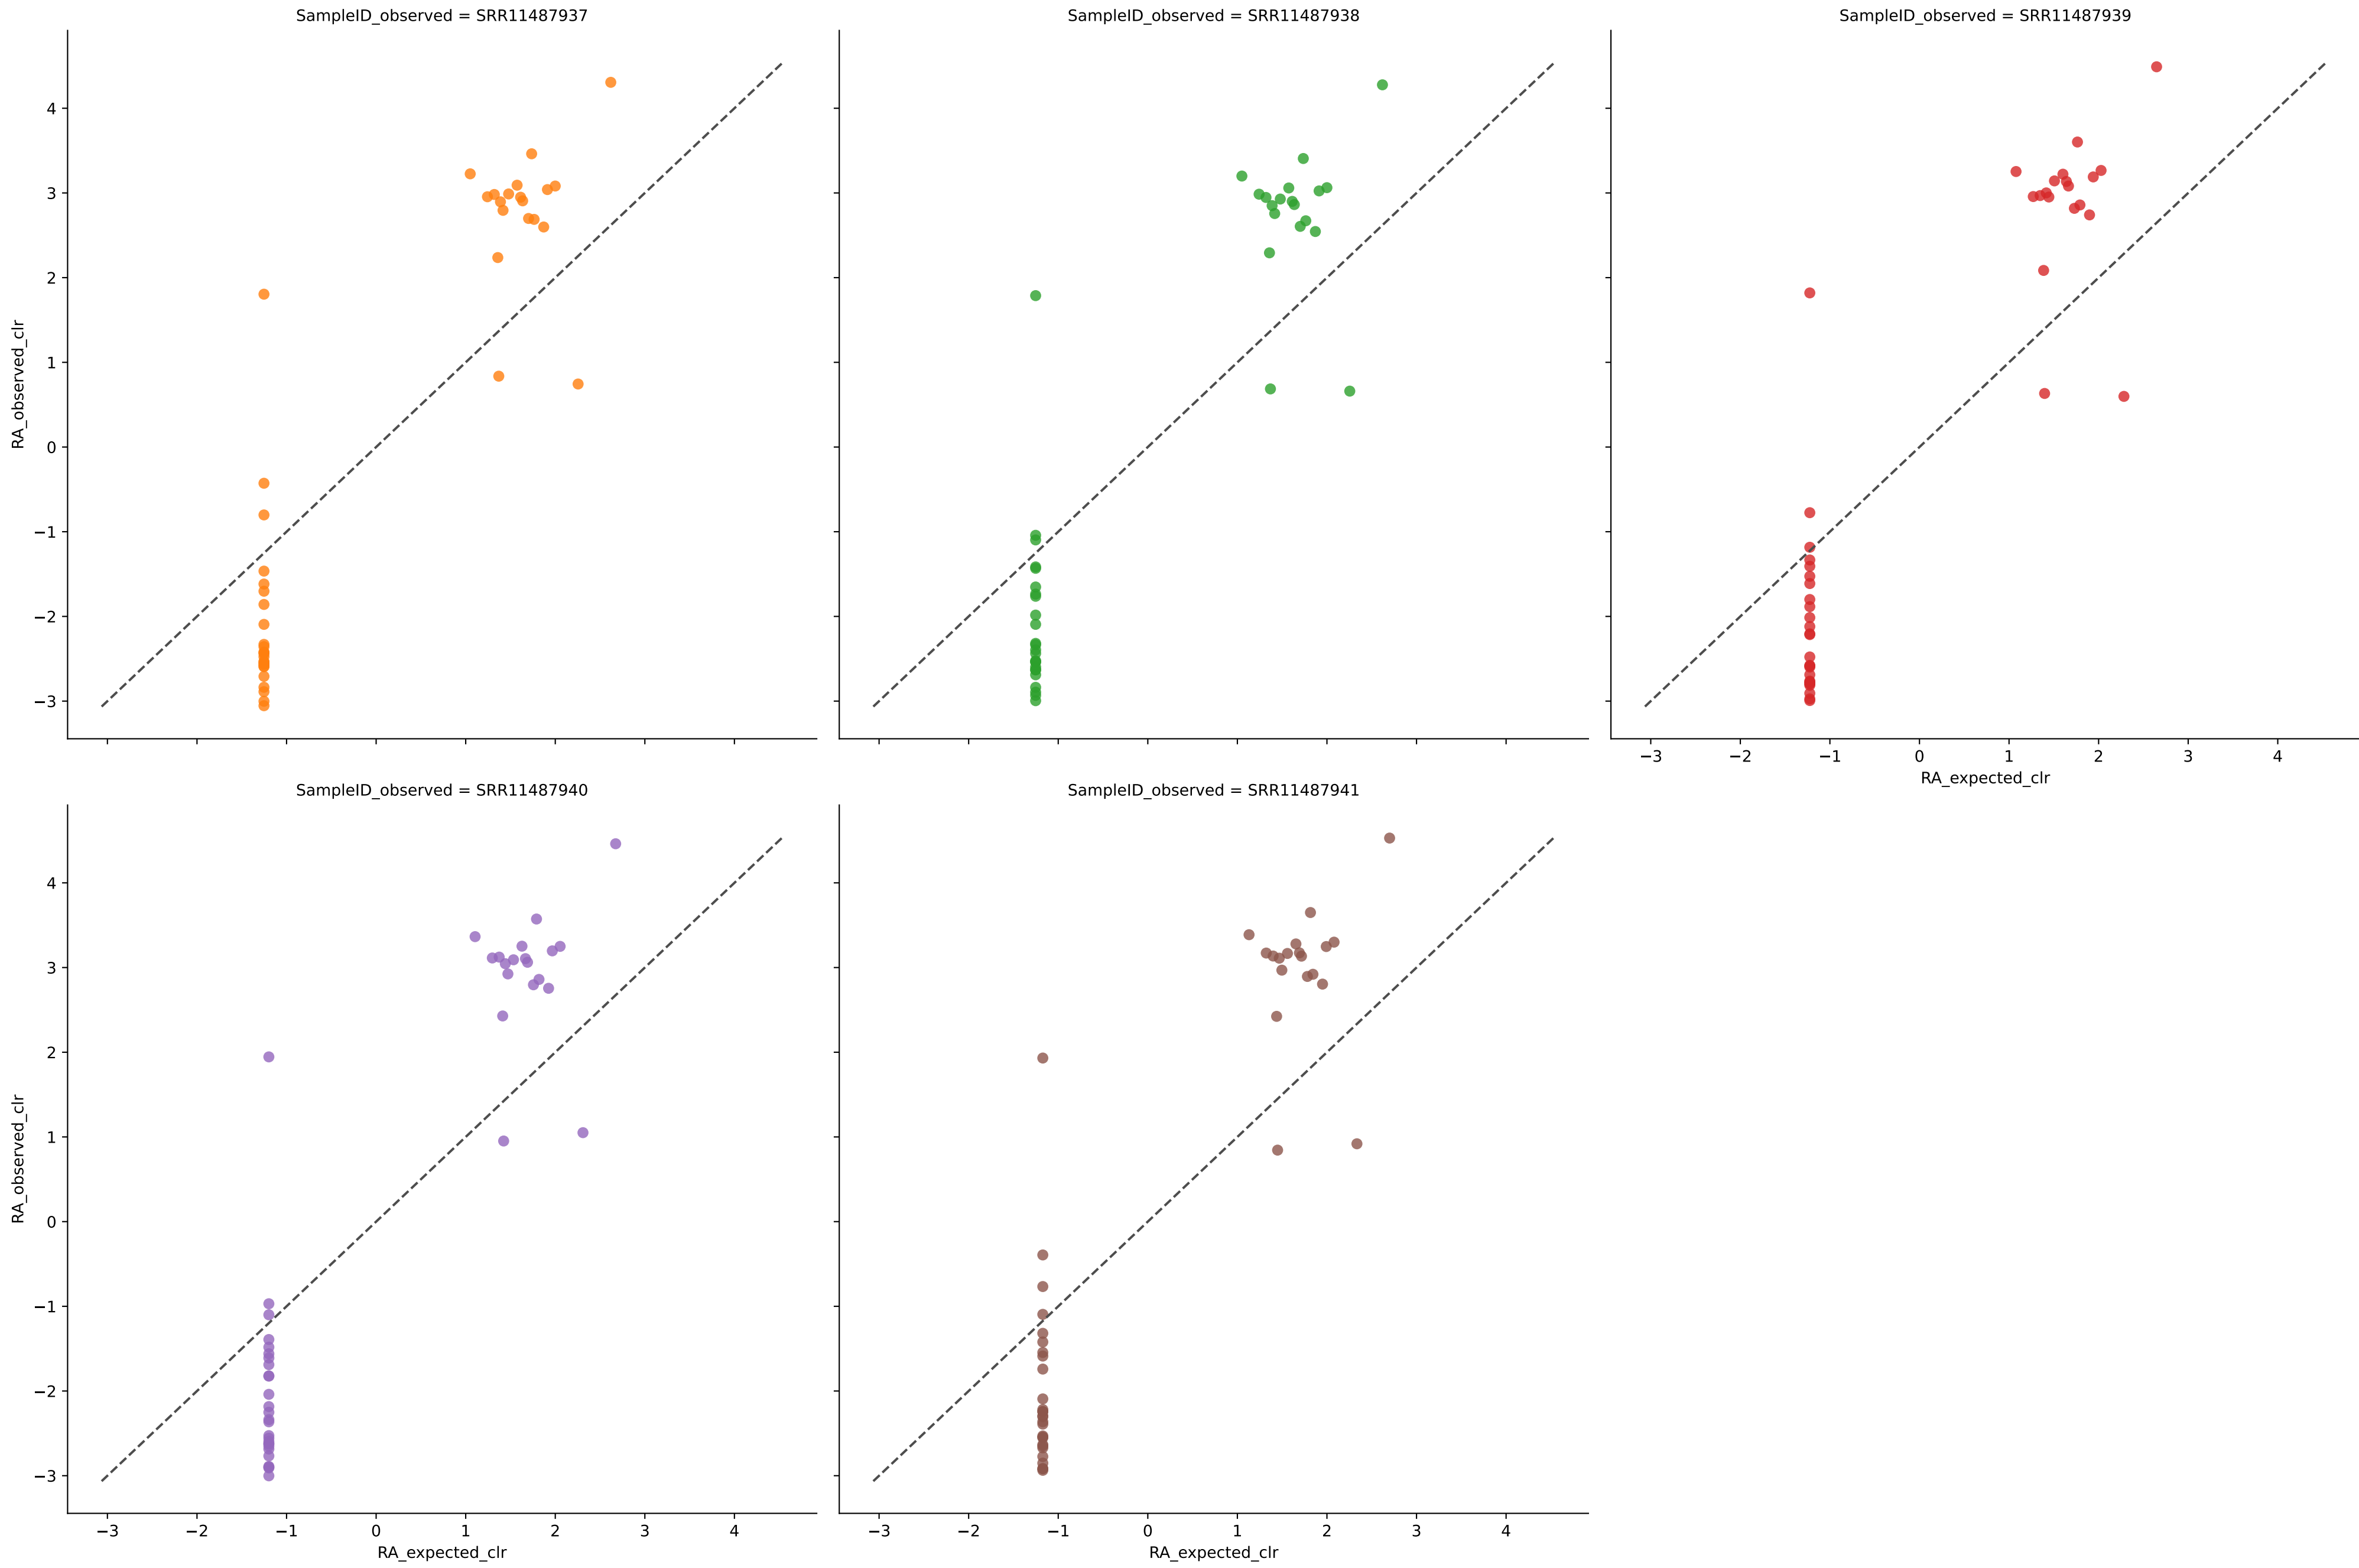 SampleID_observed = SRR11487937
SampleID_observed = SRR11487938
SampleID_observed = SRR11487939
RA_observed_clr
4
3
2
1
0
−1
−2
−3
−3 −2 −1 0 1 2 3 4
RA_expected_clr
SampleID_observed = SRR11487940
SampleID_observed = SRR11487941
RA_observed_clr
4
3
2
1
0
−1
−2
−3
−3 −2 −1 0 1 2 3 4
−3 −2 −1 0 1 2 3 4
RA_expected_clr
RA_expected_clr